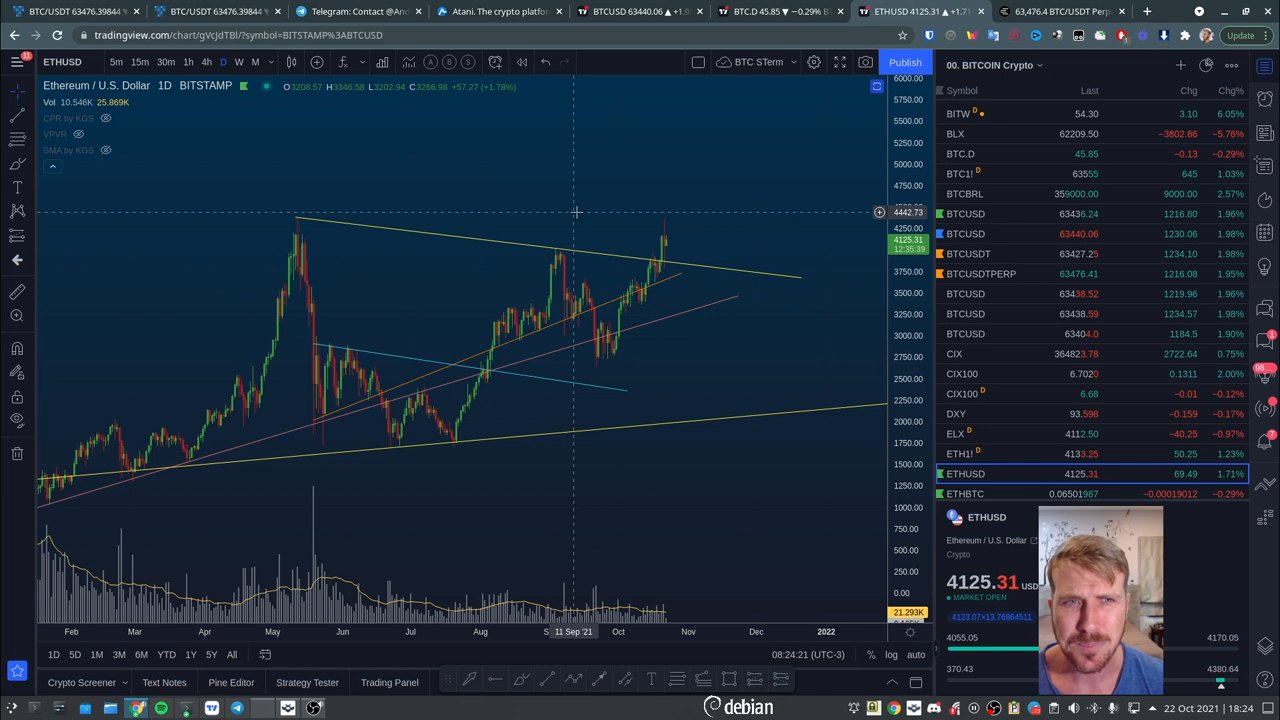 BTC/USDT 63476.39844
BTC/USDT 63476.39844
Telegram: Contact @And
Atani. The crypto platfor
BTCUSD 63440.06 ▲ +1.9
BTC.D 45.85 ▼ −0.29%
ETHUSD 4125.31 ▲ +1.71
63,476.4 BTC/USDT Perpe
tradingview.com/chart/gVcJdTBl/?symbol=BITSTAMP%3ABTCUSD
Update
11
ETHUSD
5m 15m 30m 1h 4h D W M
A B S
BTC STerm
Publish
Ethereum / U.S. Dollar 1D BITSTAMP O3208.57 H3346.58 L3202.94 C3266.98 +57.27 (+1.78%)
Vol 10.546K 25.869K
CPR by KGS
VPVR
SMA by KGS
6000.00
5750.00
5500.00
5250.00
5000.00
4750.00
4442.73
4250.00
4125.31
12:35:39
3750.00
3500.00
3250.00
3000.00
2750.00
2500.00
2250.00
2000.00
1750.00
1500.00
1250.00
1000.00
750.00
500.00
250.00
0.00
21.293K
Feb Mar Apr May Jun Jul Aug S 11 Sep '21 Oct Nov Dec 2022
1D 5D 1M 3M 6M YTD 1Y 5Y All
08:24:21 (UTC-3) % log auto
Crypto Screener Text Notes Pine Editor Strategy Tester Trading Panel
00. BITCOIN Crypto
Symbol Last Chg Chg%
BITW D 54.30 3.10 6.05%
BLX 62209.50 −3802.86 −5.76%
BTC.D 45.85 −0.13 −0.29%
BTC1! D 63555 645 1.03%
BTCBRL 359000.00 9000.00 2.57%
BTCUSD 63436.24 1216.80 1.96%
BTCUSD 63440.06 1230.06 1.98%
BTCUSDT 63427.25 1234.10 1.98%
BTCUSDTPERP 63476.41 1216.08 1.95%
BTCUSD 63438.52 1219.96 1.96%
BTCUSD 63438.59 1234.57 1.98%
BTCUSD 63404.0 1184.5 1.90%
CIX 364823.78 2722.64 0.75%
CIX100 6.7020 0.1311 2.00%
CIX100 D 6.68 −0.01 −0.12%
DXY 93.598 −0.159 −0.17%
ELX D 4112.50 −40.25 −0.97%
ETH1! D 4133.25 50.25 1.23%
ETHUSD 4125.31 69.49 1.71%
ETHBTC 0.06501987 −0.00019012 −0.29%
ETHUSD
Ethereum / U.S. Dollar
Crypto
4125.31 USD
MARKET OPEN
4123.07×13.76864511
4055.05 4170.05
370.43 4380.64
1
98
7
debian
22 Oct 2021 18:24